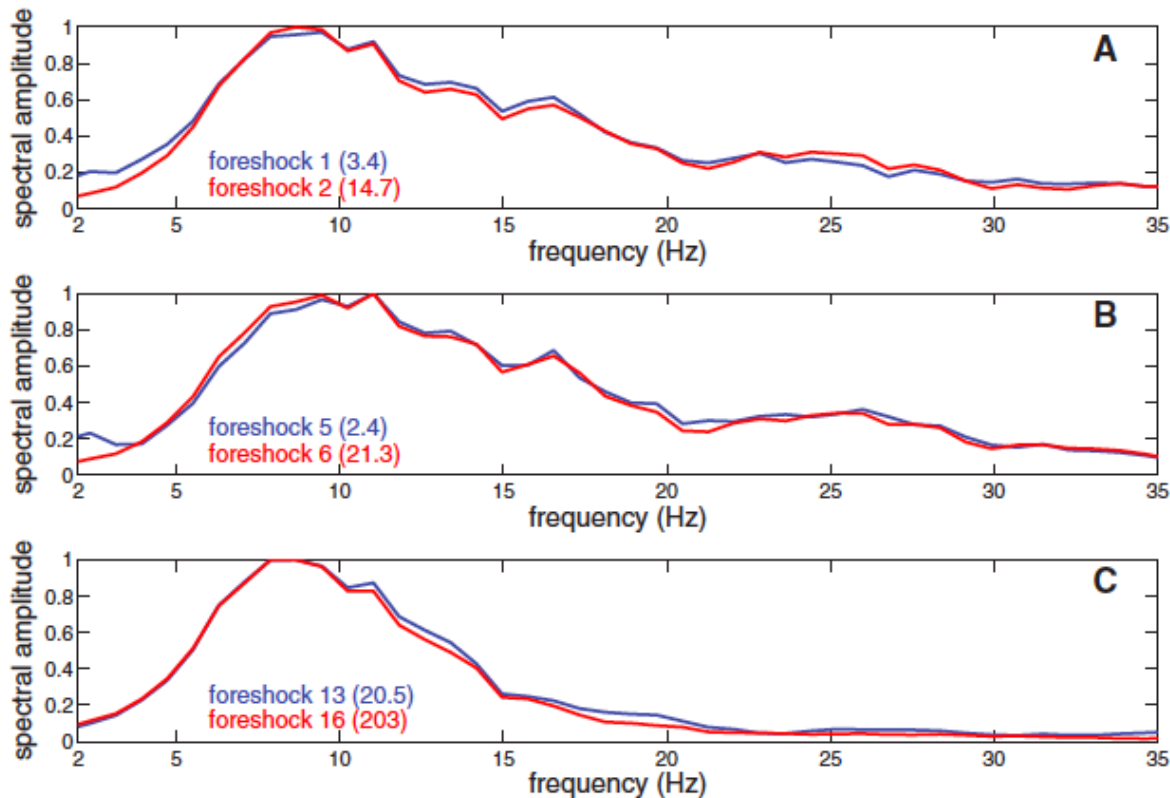 A
spectral amplitude
1
0.8
0.6
0.4
0.2
0
foreshock 1 (3.4)
foreshock 2 (14.7)
2 5 10 15 20 25 30 35
frequency (Hz)
B
spectral amplitude
1
0.8
0.6
0.4
0.2
0
foreshock 5 (2.4)
foreshock 6 (21.3)
2 5 10 15 20 25 30 35
frequency (Hz)
C
spectral amplitude
1
0.8
0.6
0.4
0.2
0
foreshock 13 (20.5)
foreshock 16 (203)
2 5 10 15 20 25 30 35
frequency (Hz)